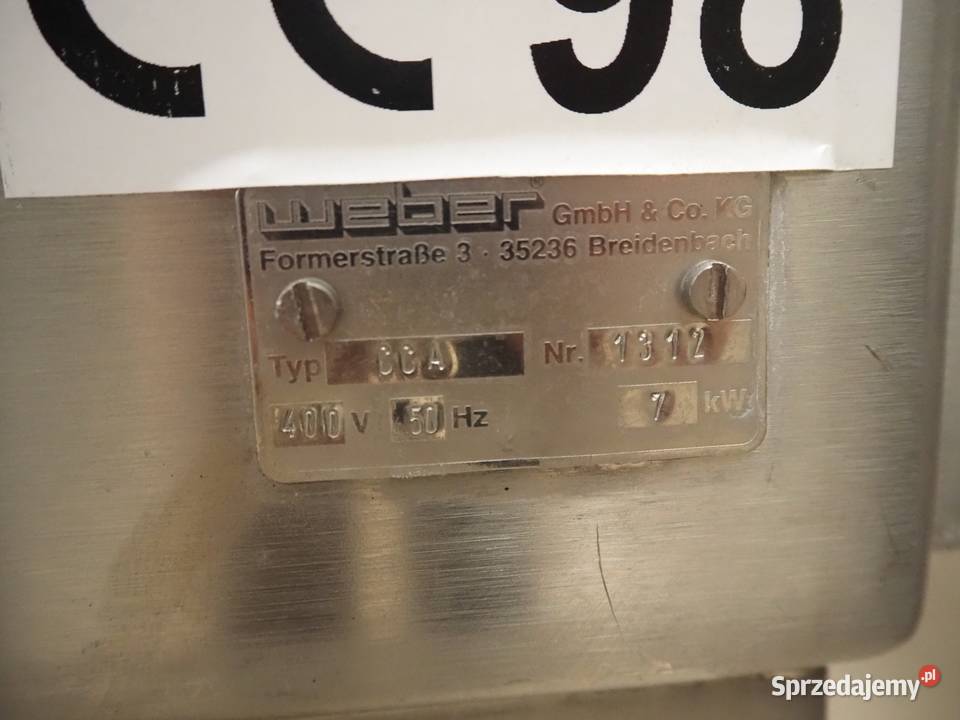 CE 98
weber® GmbH & Co. KG
Formerstraße 3 · 35236 Breidenbach
Typ CCA Nr. 1312
400 V 50 Hz 7 kW
Sprzedajemy.pl